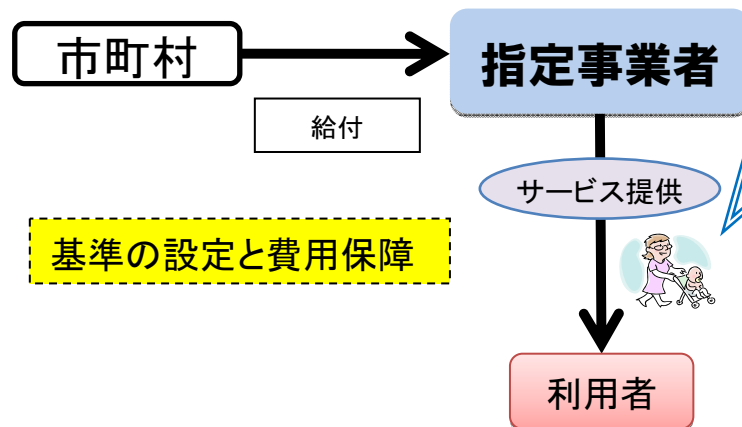 市町村
指定事業者
給付
サービス提供
基準の設定と費用保障
利用者